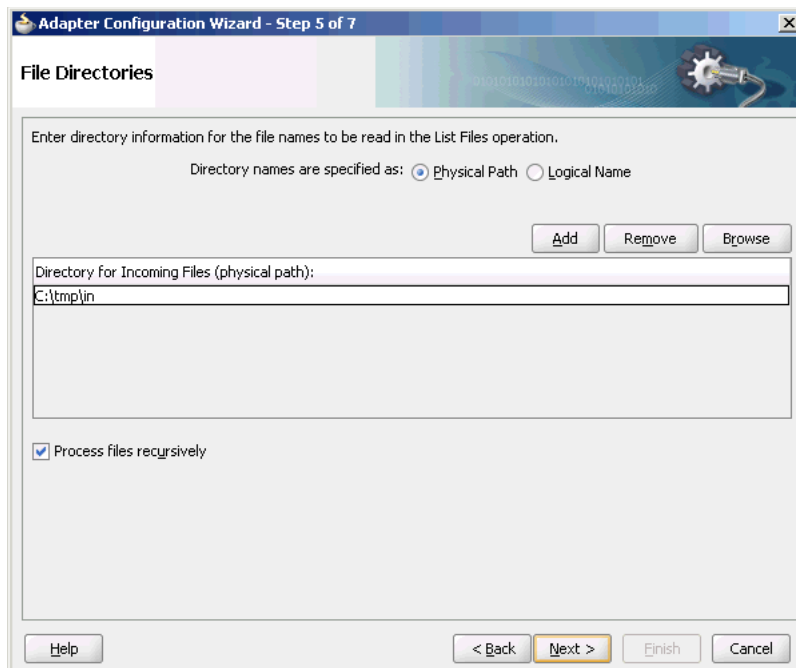 Adapter Configuration Wizard - Step 5 of 7
File Directories
Enter directory information for the file names to be read in the List Files operation.
Directory names are specified as: Physical Path Logical Name
Add Remove Browse
Directory for Incoming Files (physical path):
C:\tmp\in
Process files recursively
Help < Back Next > Finish Cancel